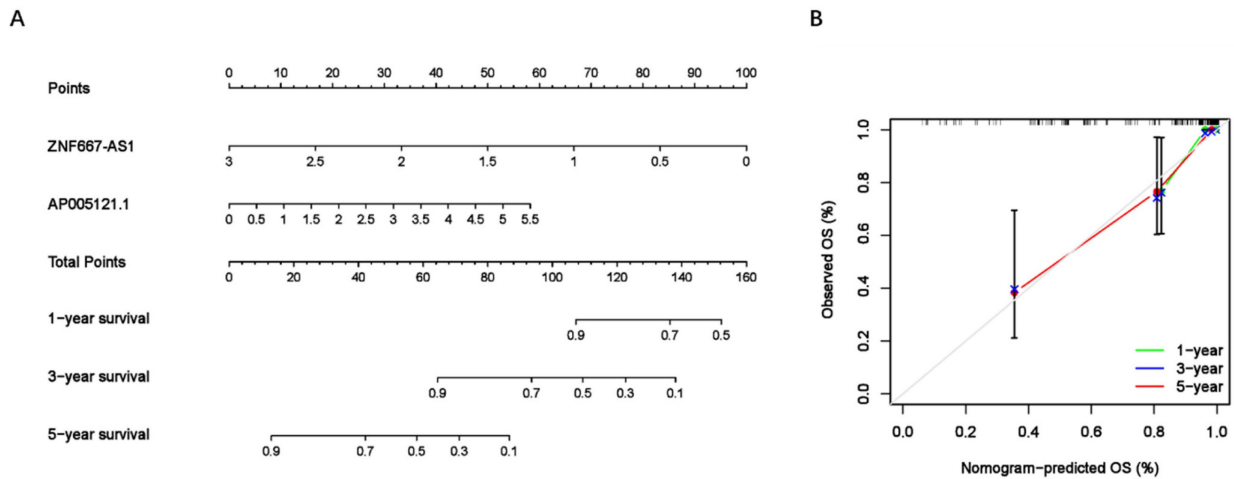 A
Points
0 10 20 30 40 50 60 70 80 90 100
ZNF667-AS1
3 2.5 2 1.5 1 0.5 0
AP005121.1
0 0.5 1 1.5 2 2.5 3 3.5 4 4.5 5 5.5
Total Points
0 20 40 60 80 100 120 140 160
1-year survival
0.9 0.7 0.5
3-year survival
0.9 0.7 0.5 0.3 0.1
5-year survival
0.9 0.7 0.5 0.3 0.1
B
Observed OS (%)
1.0
0.8
0.6
0.4
0.2
0.0
1-year
3-year
5-year
0.0 0.2 0.4 0.6 0.8 1.0
Nomogram-predicted OS (%)